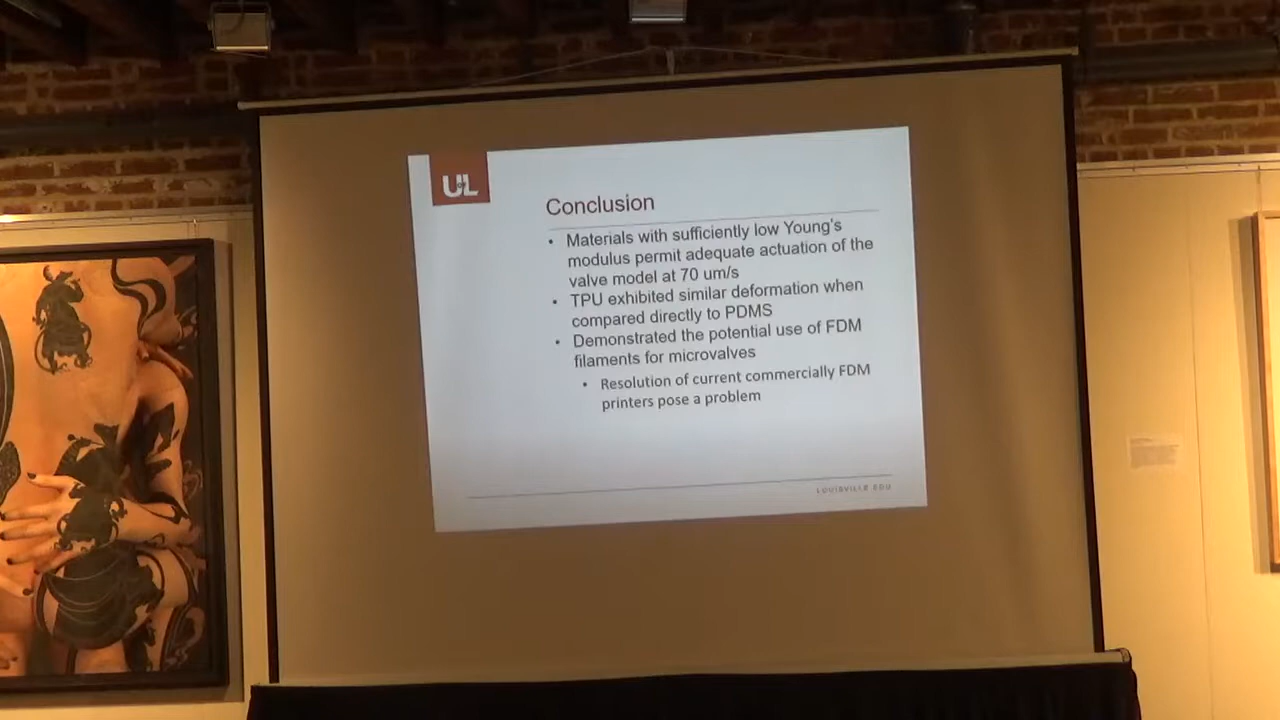 UofL
Conclusion
• Materials with sufficiently low Young's
modulus permit adequate actuation of the
valve model at 70 um/s
• TPU exhibited similar deformation when
compared directly to PDMS
• Demonstrated the potential use of FDM
filaments for microvalves
• Resolution of current commercially FDM
printers pose a problem
LOUISVILLE.EDU